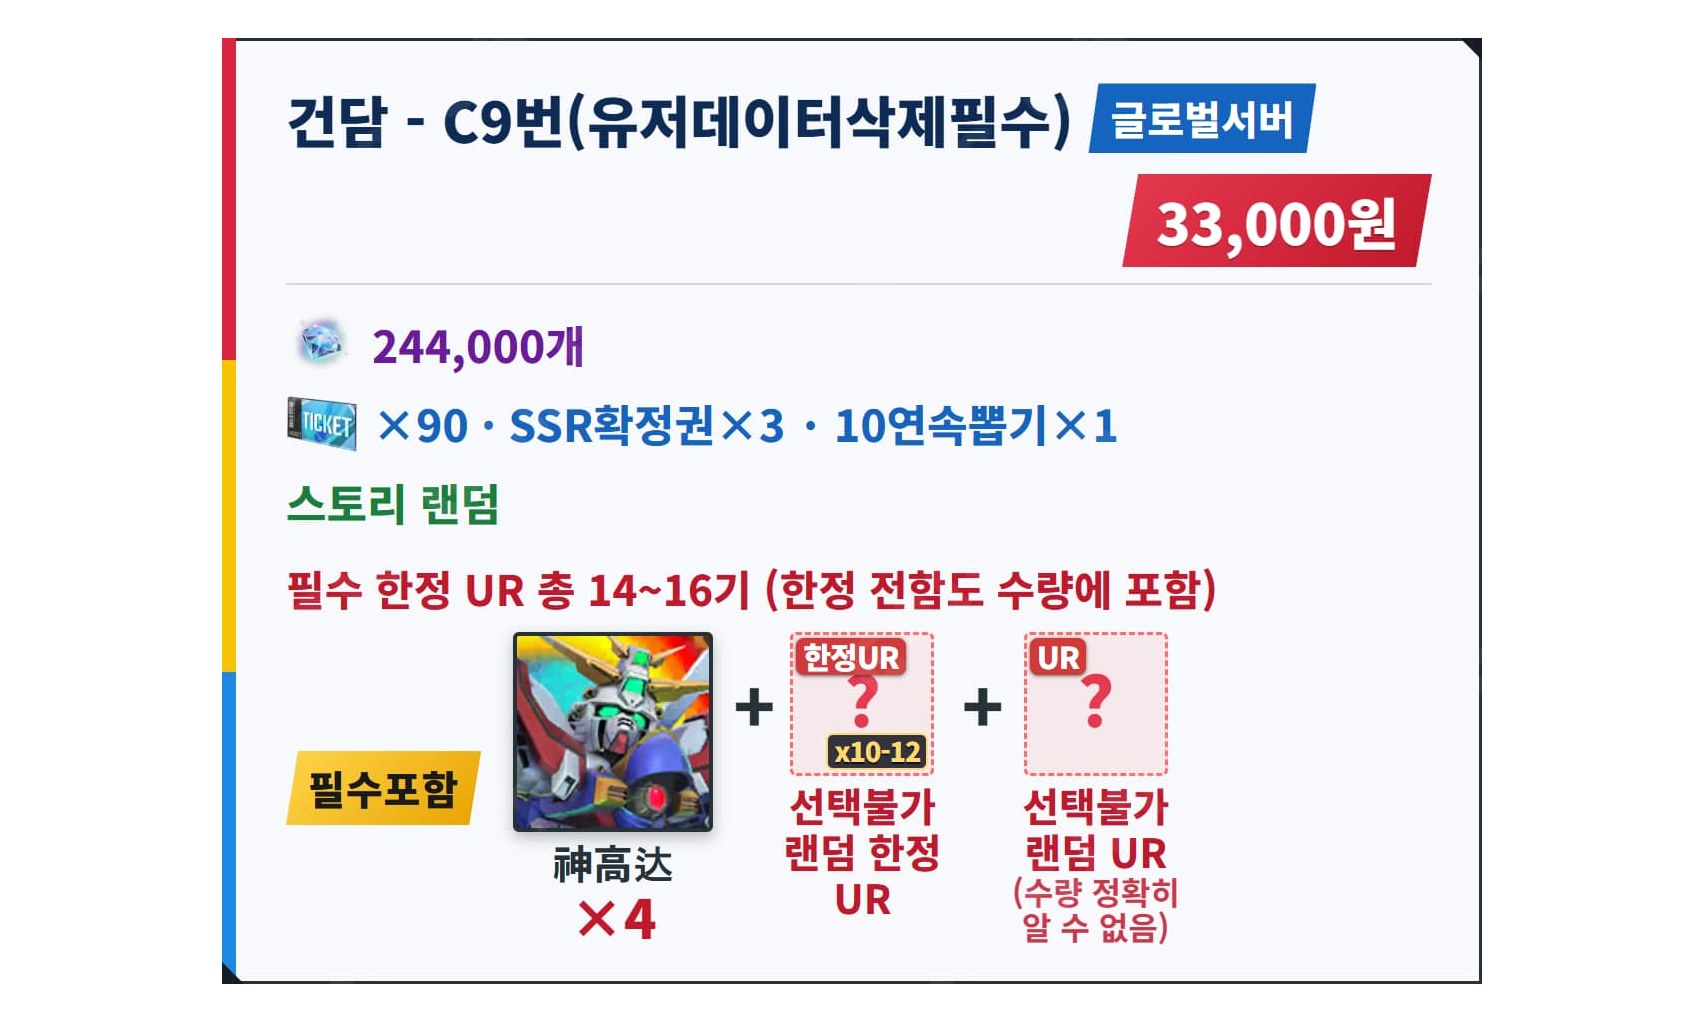 건담 - C9번(유저데이터삭제필수) 글로벌서버
33,000원
244,000개
TICKET ×90 · SSR확정권×3 · 10연속뽑기×1
스토리 랜덤
필수 한정 UR 총 14~16기 (한정 전함도 수량에 포함)
필수포함
神高达
×4
+
한정UR
?
x10-12
선택불가
랜덤 한정
UR
+
UR
?
선택불가
랜덤 UR
(수량 정확히
알 수 없음)